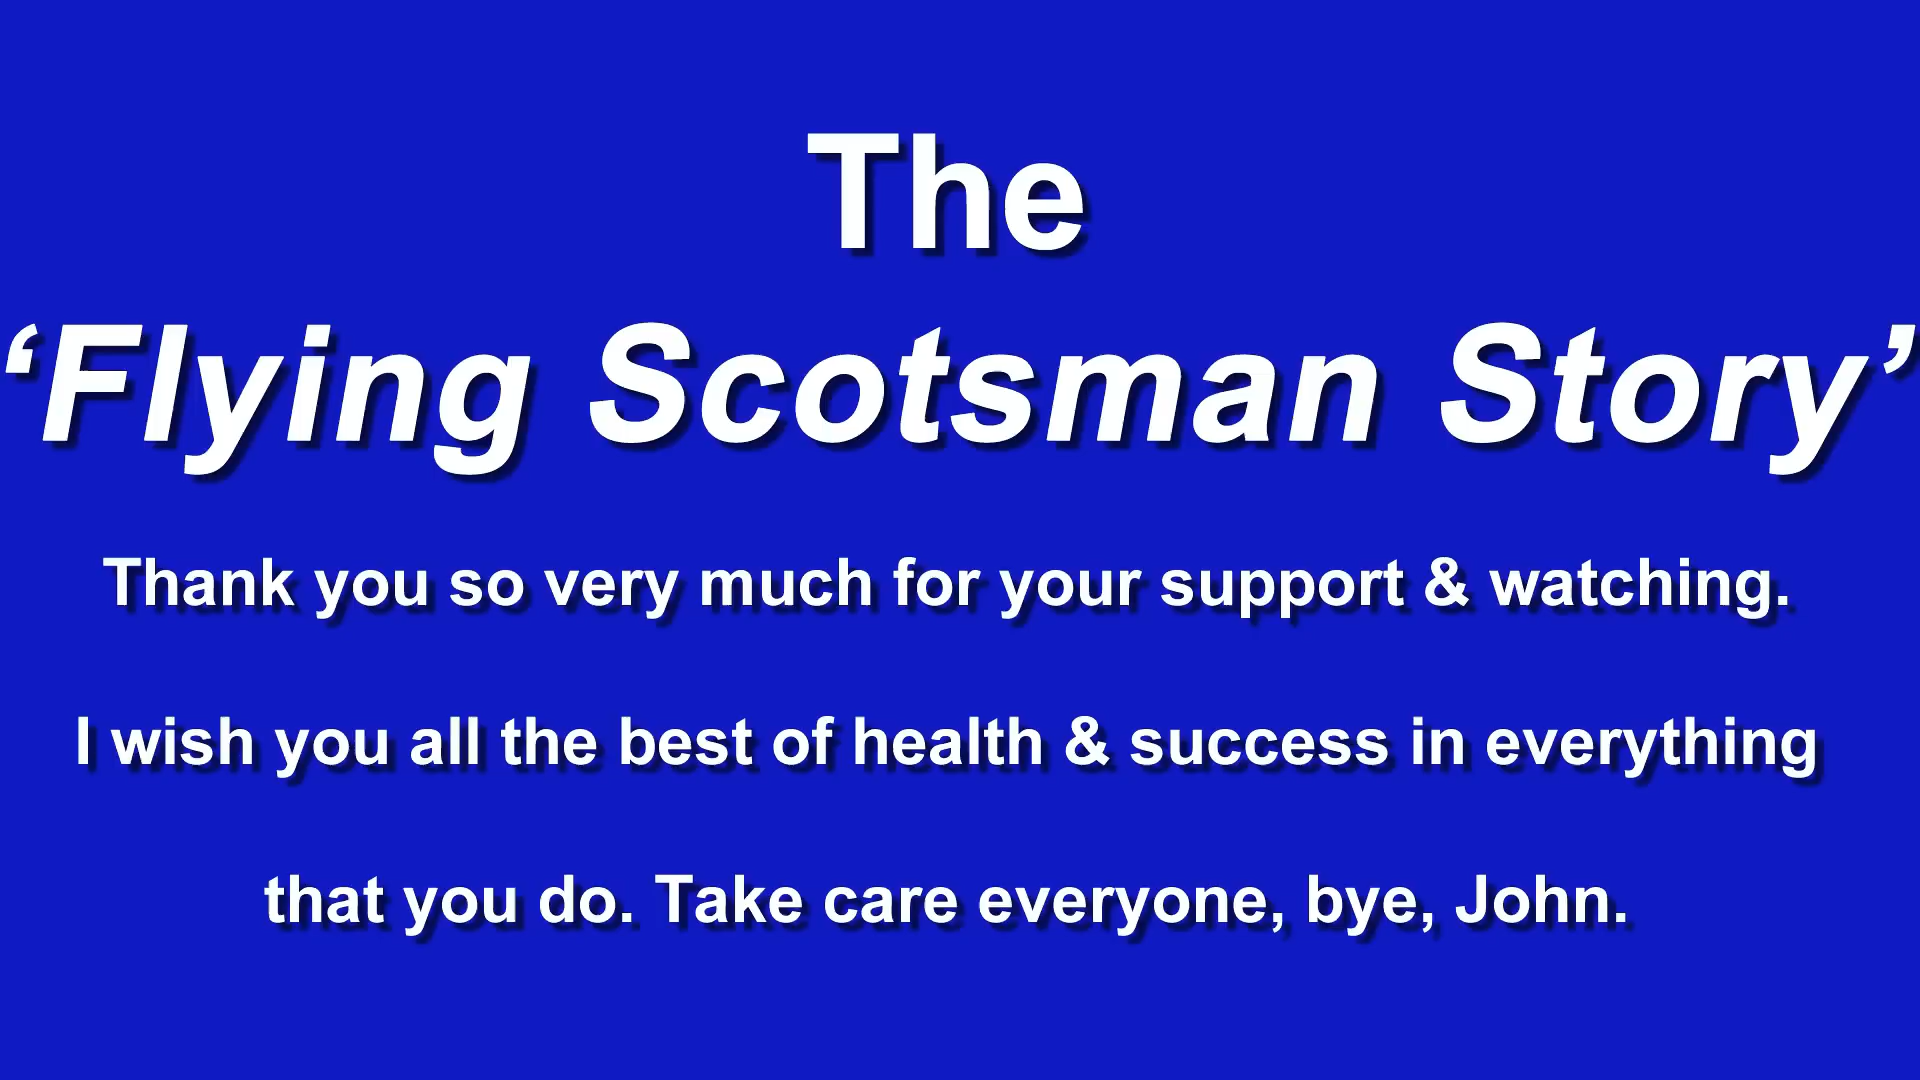 The
‘Flying Scotsman Story’
Thank you so very much for your support & watching.
I wish you all the best of health & success in everything
that you do. Take care everyone, bye, John.